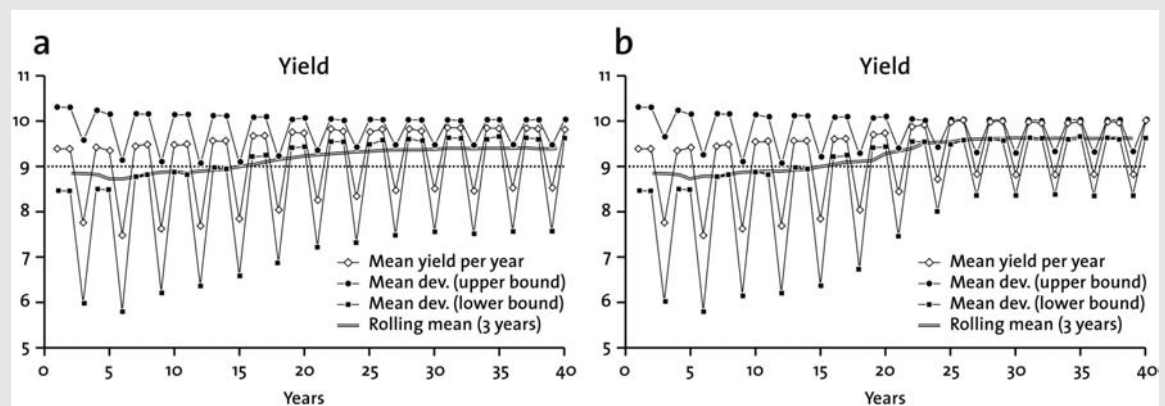 a
Yield
11
10
9
8
7
6
5
0 5 10 15 20 25 30 35 40
Years
Mean yield per year
Mean dev. (upper bound)
Mean dev. (lower bound)
Rolling mean (3 years)
b
Yield
11
10
9
8
7
6
5
0 5 10 15 20 25 30 35 40
Years
Mean yield per year
Mean dev. (upper bound)
Mean dev. (lower bound)
Rolling mean (3 years)